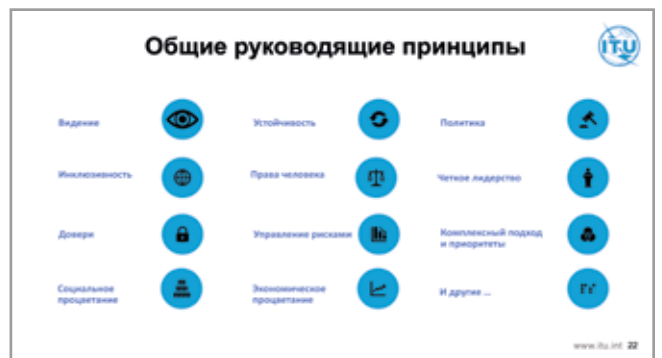 Общие руководящие принципы
ITU
Видение
Устойчивость
Политика
Инклюзивность
Права человека
Четкое лидерство
Довери
Управление рисками
Комплексный подход
и приоритеты
Социальное
процветание
Экономическое
процветание
И другие ...
www.itu.int 22